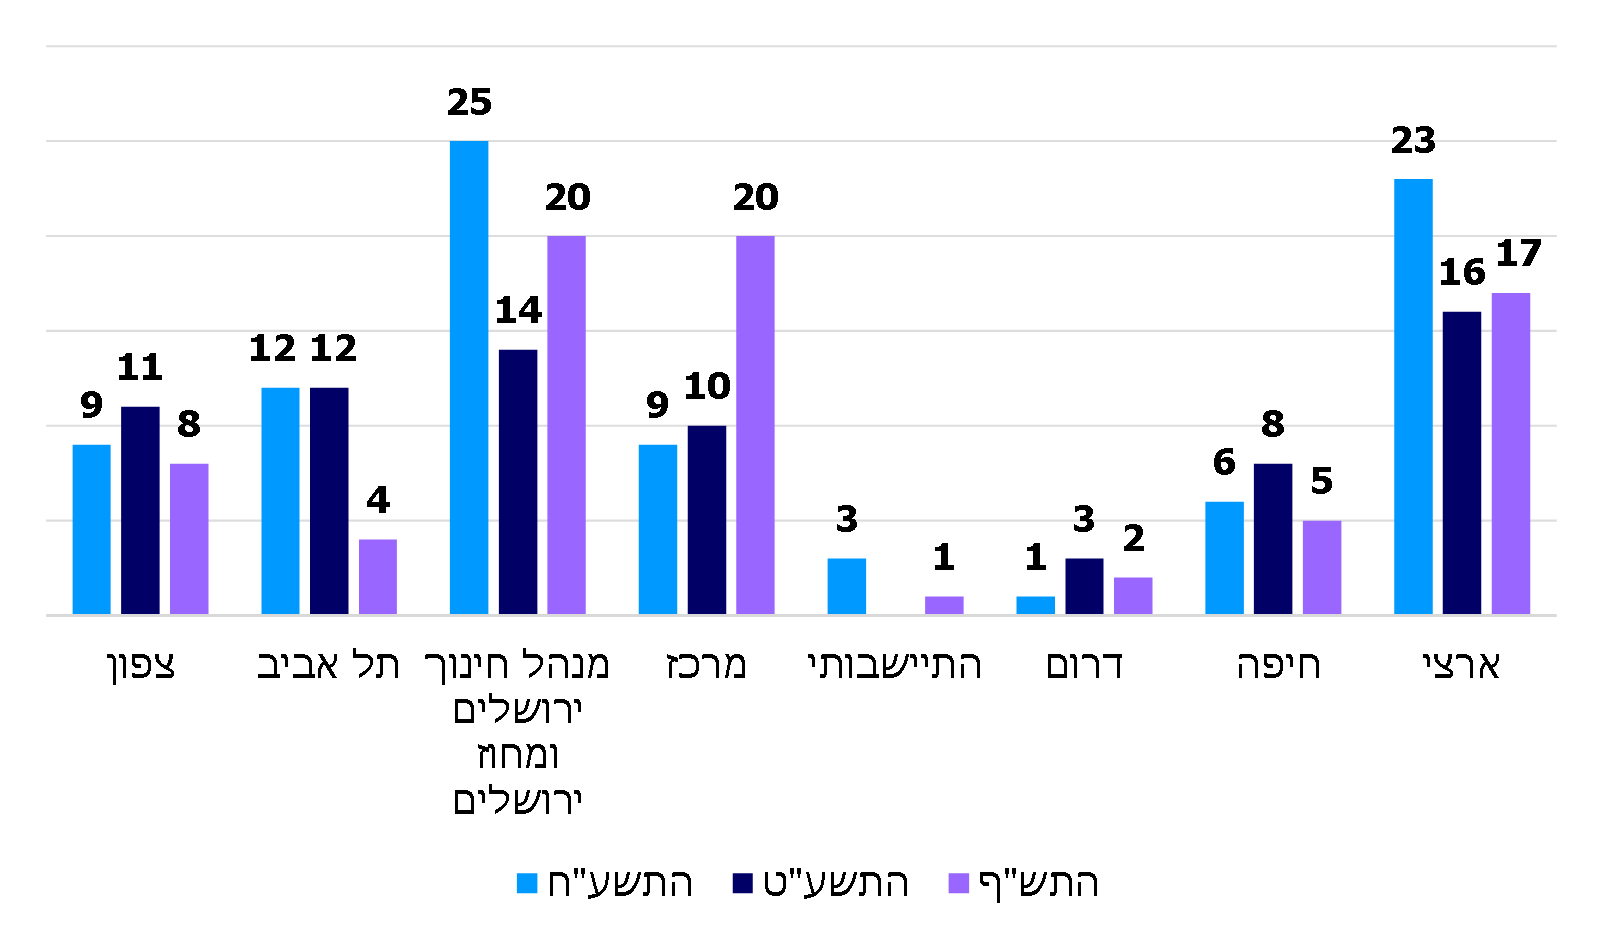 25
23
20
20
17
16
14
12
12
11
10
9
9
8
8
6
5
4
3
3
2
1
1
צפון
תל אביב
מנהל חינוך
ירושלים
ומחוז
ירושלים
מרכז
התיישבותי
דרום
חיפה
ארצי
התשע"ח
התשע"ט
התש"ף